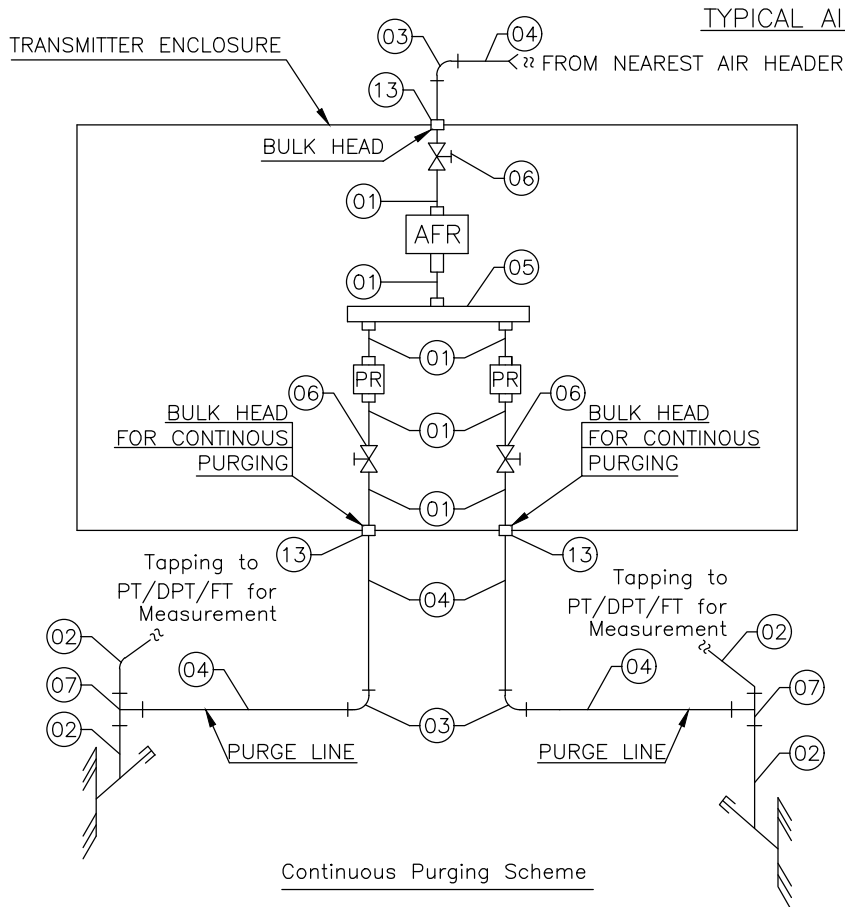 TYPICAL AI
TRANSMITTER ENCLOSURE
03
04
FROM NEAREST AIR HEADER
13
BULK HEAD
06
01
AFR
01
05
01
PR
PR
06
06
BULK HEAD
FOR CONTINOUS
PURGING
01
BULK HEAD
FOR CONTINOUS
PURGING
01
13
13
Tapping to
PT/DPT/FT for
Measurement
04
Tapping to
PT/DPT/FT for
Measurement
02
02
04
04
07
07
02
03
PURGE LINE
PURGE LINE
02
Continuous Purging Scheme